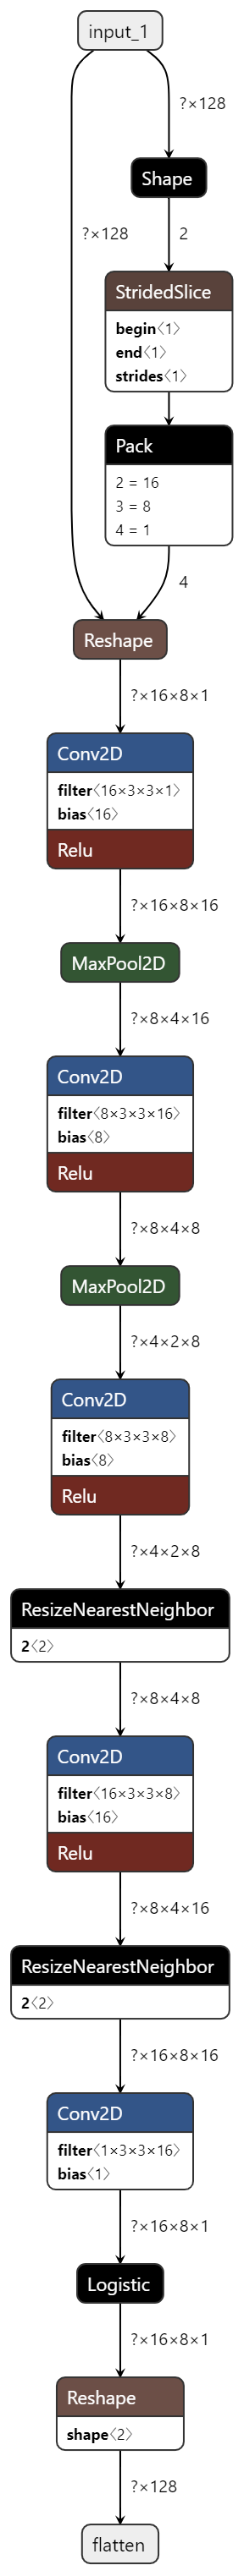 input_1
?×128
Shape
?×128
2
StridedSlice
begin〈1〉
end〈1〉
strides〈1〉
Pack
2 = 16
3 = 8
4 = 1
4
Reshape
?×16×8×1
Conv2D
filter〈16×3×3×1〉
bias〈16〉
Relu
?×16×8×16
MaxPool2D
?×8×4×16
Conv2D
filter〈8×3×3×16〉
bias〈8〉
Relu
?×8×4×8
MaxPool2D
?×4×2×8
Conv2D
filter〈8×3×3×8〉
bias〈8〉
Relu
?×4×2×8
ResizeNearestNeighbor
2〈2〉
?×8×4×8
Conv2D
filter〈16×3×3×8〉
bias〈16〉
Relu
?×8×4×16
ResizeNearestNeighbor
2〈2〉
?×16×8×16
Conv2D
filter〈1×3×3×16〉
bias〈1〉
?×16×8×1
Logistic
?×16×8×1
Reshape
shape〈2〉
?×128
flatten